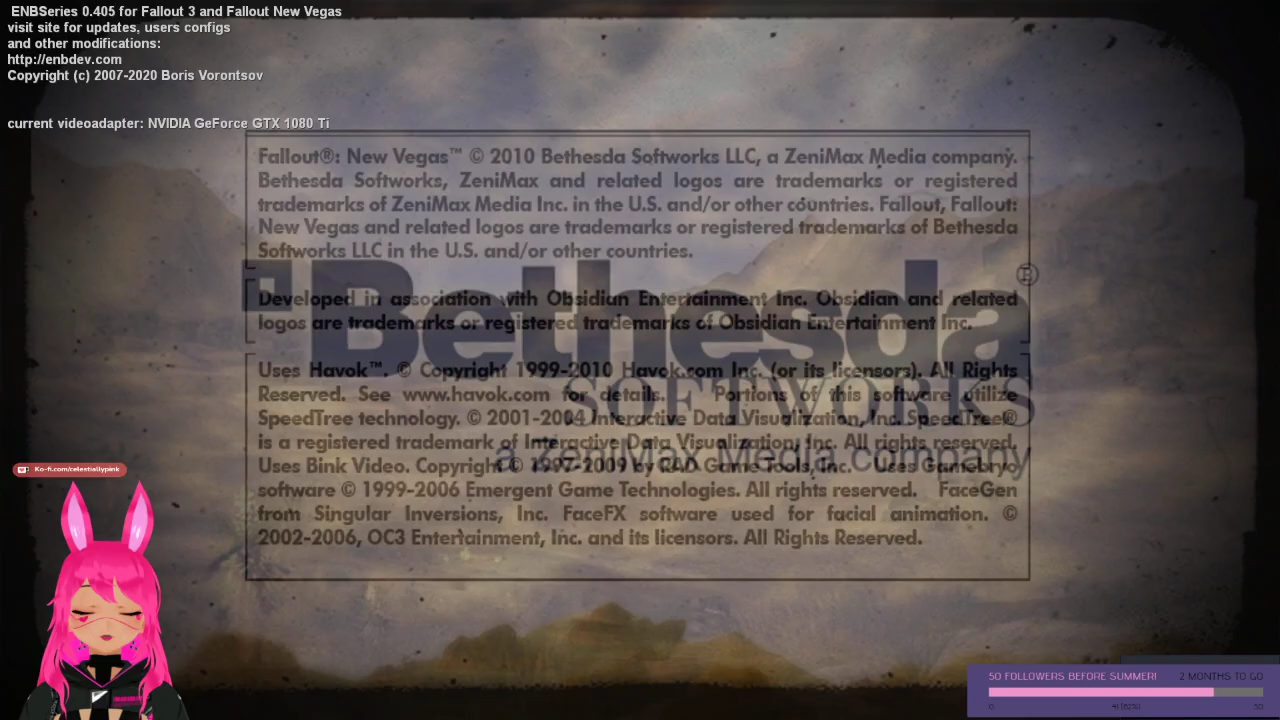 ENBSeries 0.405 for Fallout 3 and Fallout New Vegas
visit site for updates, users configs
and other modifications:
http://enbdev.com
Copyright (c) 2007-2020 Boris Vorontsov
current videoadapter: NVIDIA GeForce GTX 1080 Ti
Fallout®: New Vegas™ © 2010 Bethesda Softworks LLC, a ZeniMax Media company.
Bethesda Softworks, ZeniMax and related logos are trademarks or registered
trademarks of ZeniMax Media Inc. in the U.S. and/or other countries. Fallout, Fallout:
New Vegas and related logos are trademarks or registered trademarks of Bethesda
Softworks LLC in the U.S. and/or other countries.
Developed in association with Obsidian Entertainment Inc. Obsidian and related
logos are trademarks or registered trademarks of Obsidian Entertainment Inc.
Uses Havok™. © Copyright 1999-2010 Havok.com Inc. (or its licensors). All Rights
Reserved. See www.havok.com for details. Portions of this software utilize
SpeedTree technology. © 2001-2004 Interactive Data Visualization, Inc. SpeedTree®
is a registered trademark of Interactive Data Visualization, Inc. All rights reserved.
Uses Bink Video. Copyright © 1997-2009 by RAD Game Tools, Inc. Uses Gamebryo
software © 1999-2006 Emergent Game Technologies. All rights reserved. FaceGen
from Singular Inversions, Inc. FaceFX software used for facial animation. ©
2002-2006, OC3 Entertainment, Inc. and its licensors. All Rights Reserved.
Bethesda®
SOFTWORKS
a ZeniMax Media company
Ko-fi.com/celestiallypink
50 FOLLOWERS BEFORE SUMMER! 2 MONTHS TO GO
0 41 (82%) 50